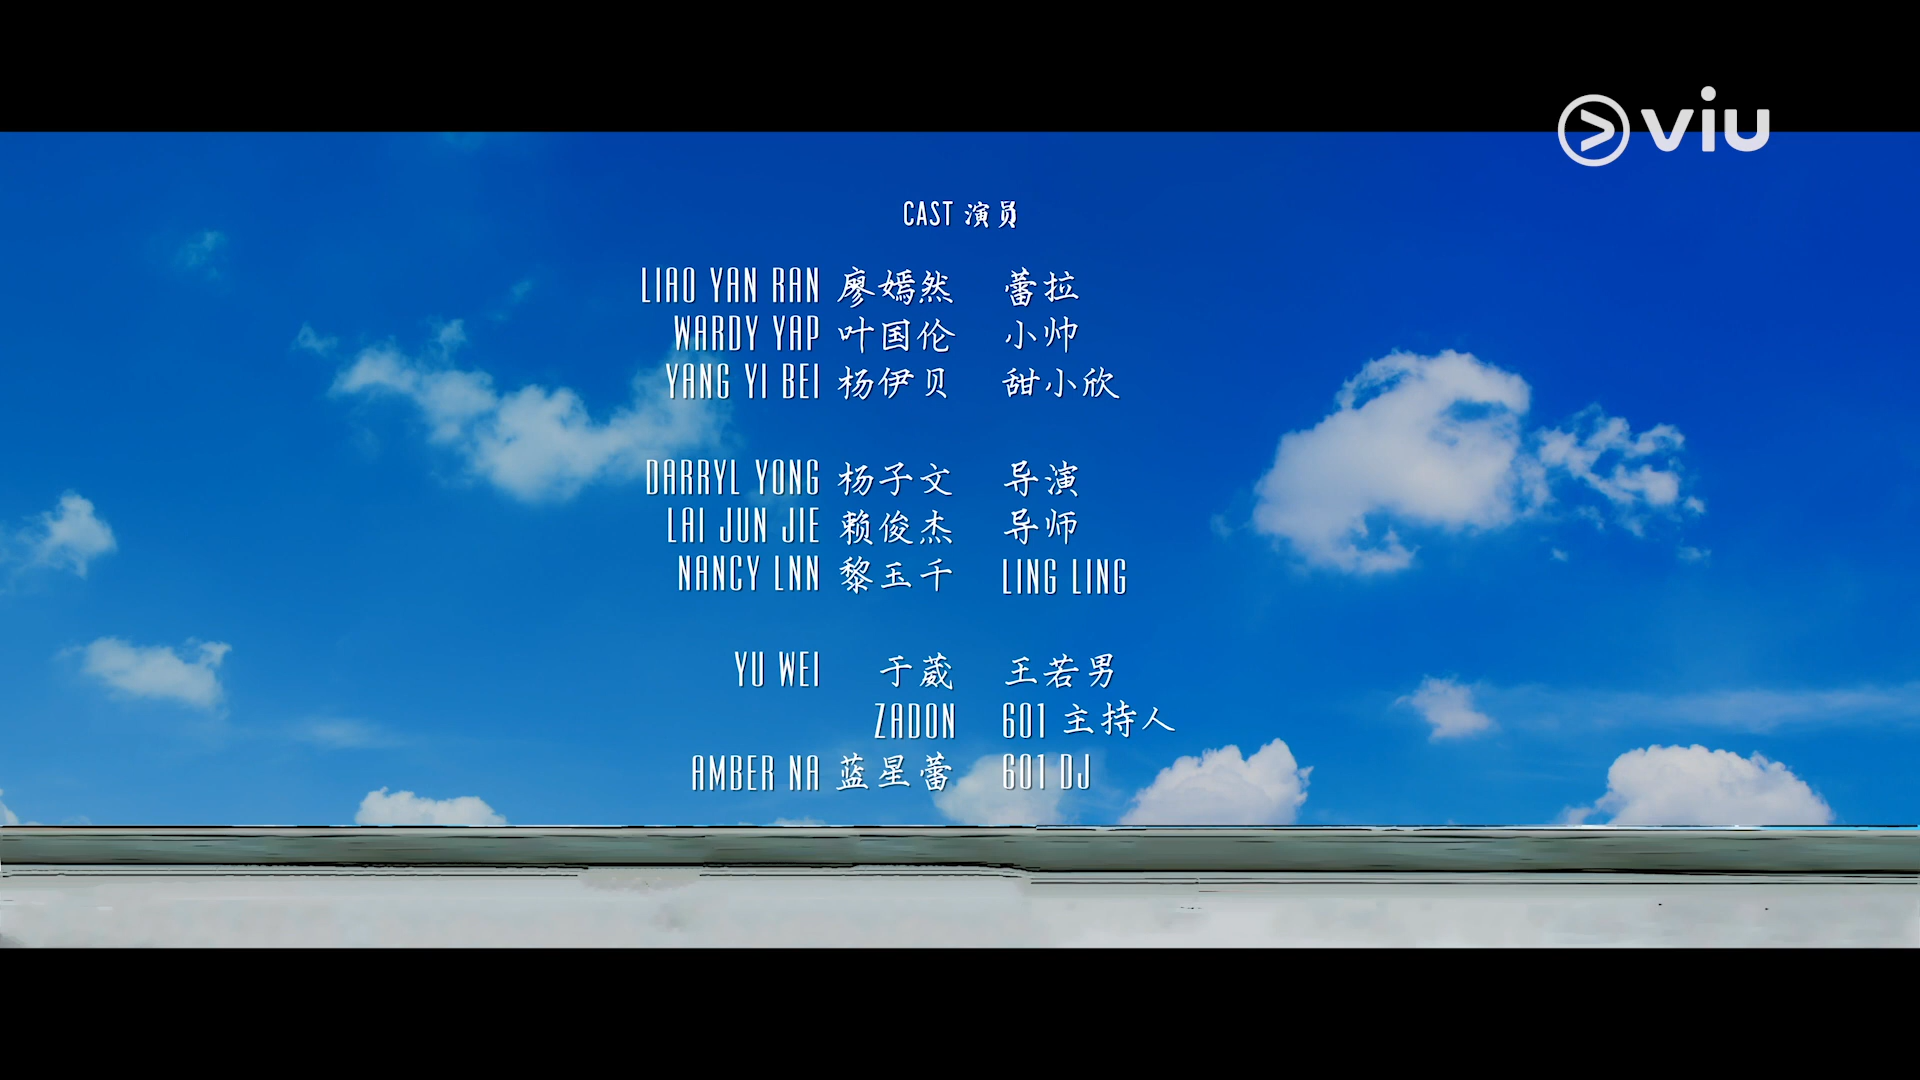 viu
CAST 演员
LIAO YAN RAN 廖嫣然 蕾拉
WARDY YAP 叶国伦 小帅
YANG YI BEI 杨伊贝 甜小欣
DARRYL YONG 杨子文 导演
LAI JUN JIE 赖俊杰 导师
NANCY LNN 黎玉千 LING LING
YU WEI 于葳 王若男
ZADON 601 主持人
AMBER NA 蓝星蕾 601 DJ